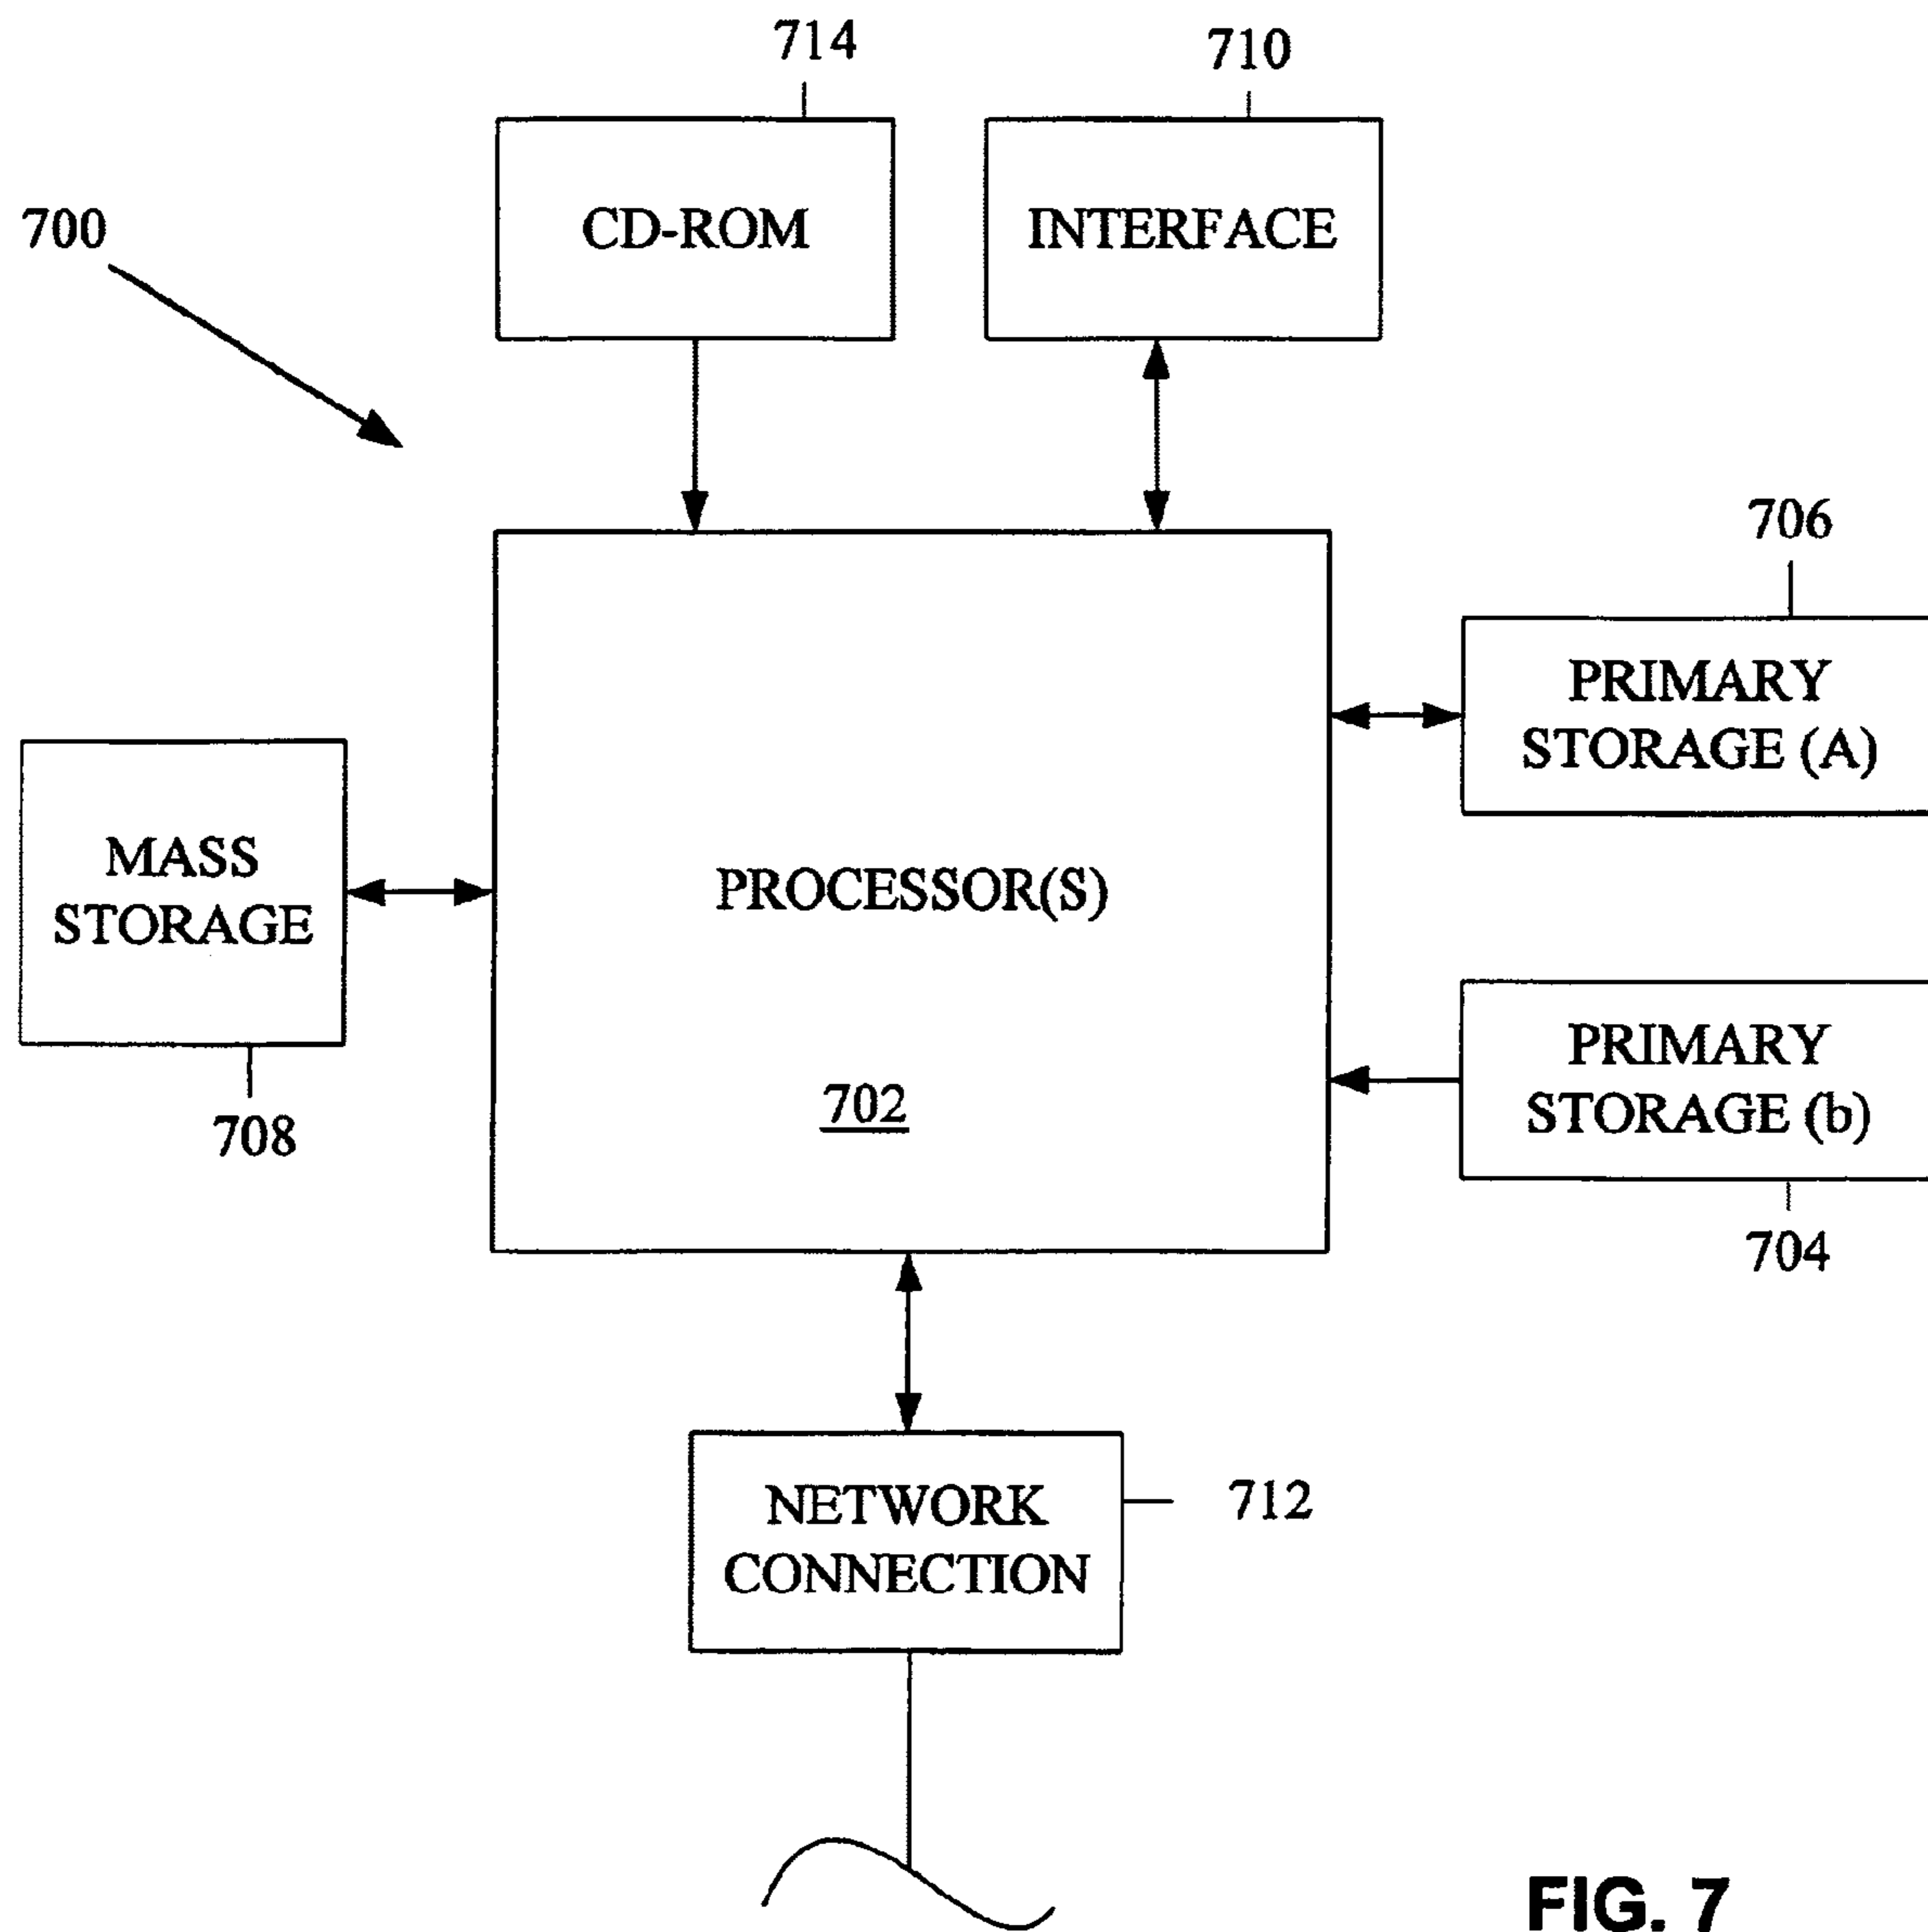 714
710
700
CD-ROM
INTERFACE
706
PRIMARY
STORAGE (A)
MASS
STORAGE
708
PROCESSOR(S)
702
PRIMARY
STORAGE (b)
704
NETWORK
CONNECTION
712
FIG. 7